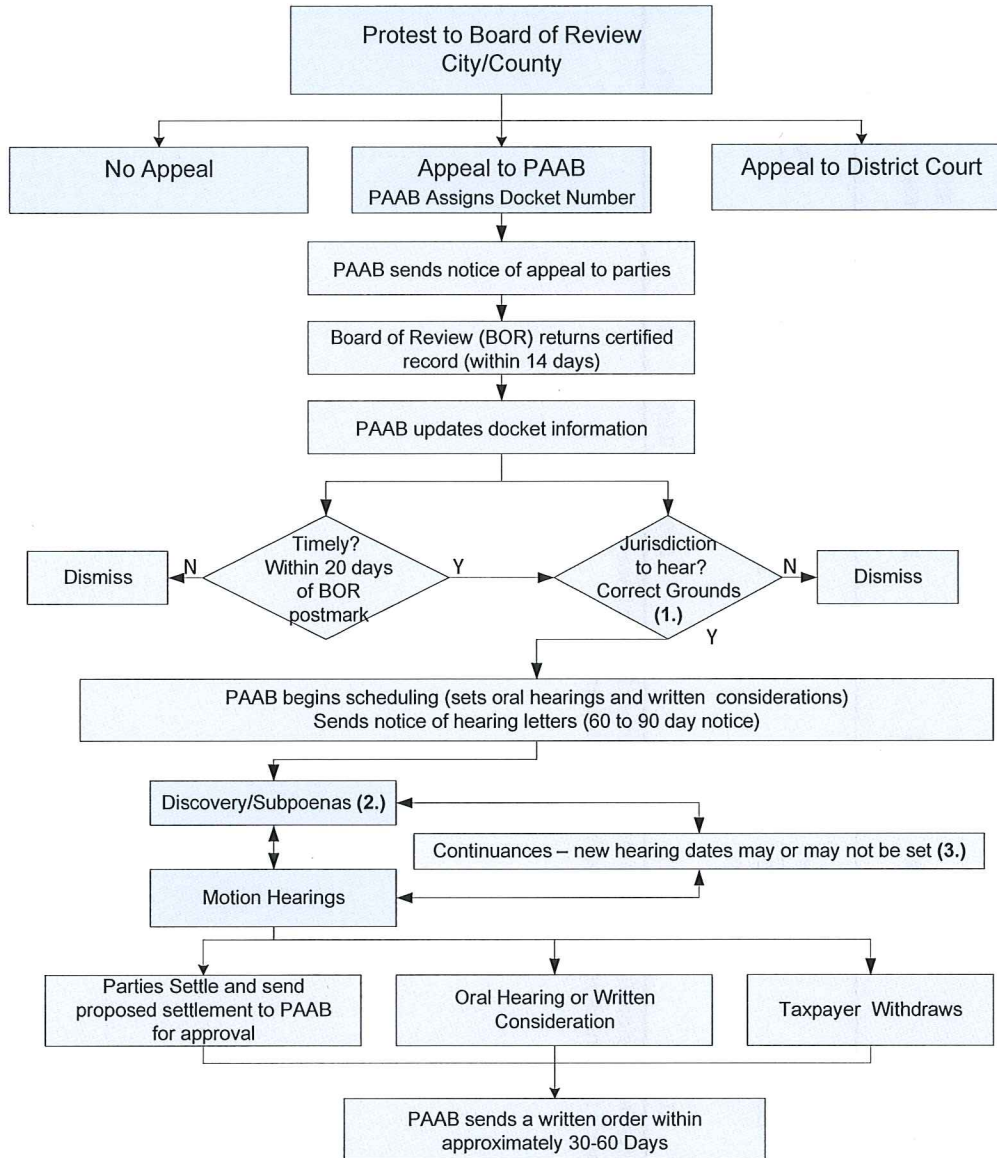 Protest to Board of Review
City/County
No Appeal
Appeal to PAAB
PAAB Assigns Docket Number
Appeal to District Court
PAAB sends notice of appeal to parties
Board of Review (BOR) returns certified
record (within 14 days)
PAAB updates docket information
Dismiss
N
Timely?
Within 20 days
of BOR
postmark
Y
Jurisdiction
to hear?
Correct Grounds
(1.)
N
Dismiss
Y
PAAB begins scheduling (sets oral hearings and written considerations)
Sends notice of hearing letters (60 to 90 day notice)
Discovery/Subpoenas (2.)
Continuances – new hearing dates may or may not be set (3.)
Motion Hearings
Parties Settle and send
proposed settlement to PAAB
for approval
Oral Hearing or Written
Consideration
Taxpayer Withdraws
PAAB sends a written order within
approximately 30-60 Days